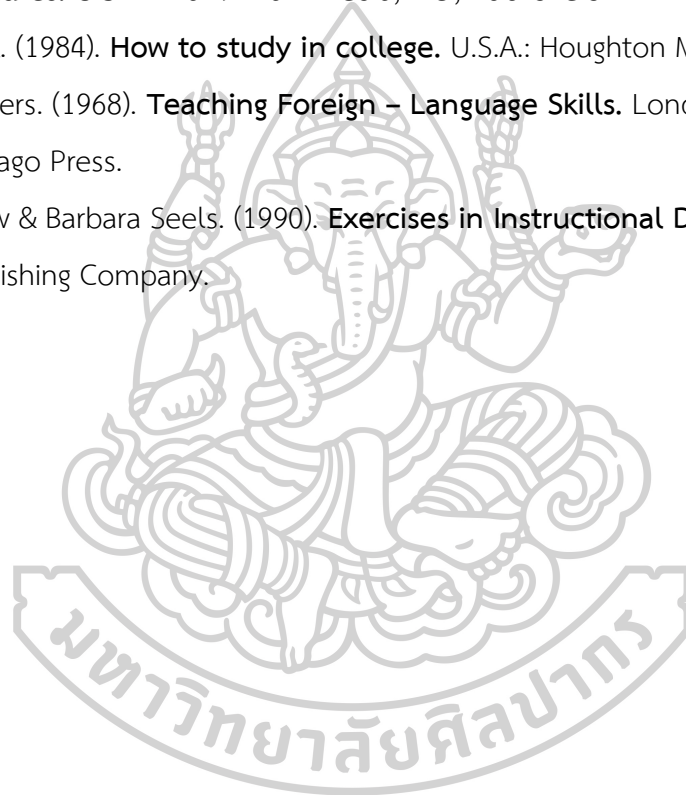 . (1984). How to study in college. U.S.A.: Houghton M
ers. (1968). Teaching Foreign – Language Skills. Lond
ago Press.
w & Barbara Seels. (1990). Exercises in Instructional D
ishing Company.
มหาวิทยาลัยศิลปากร